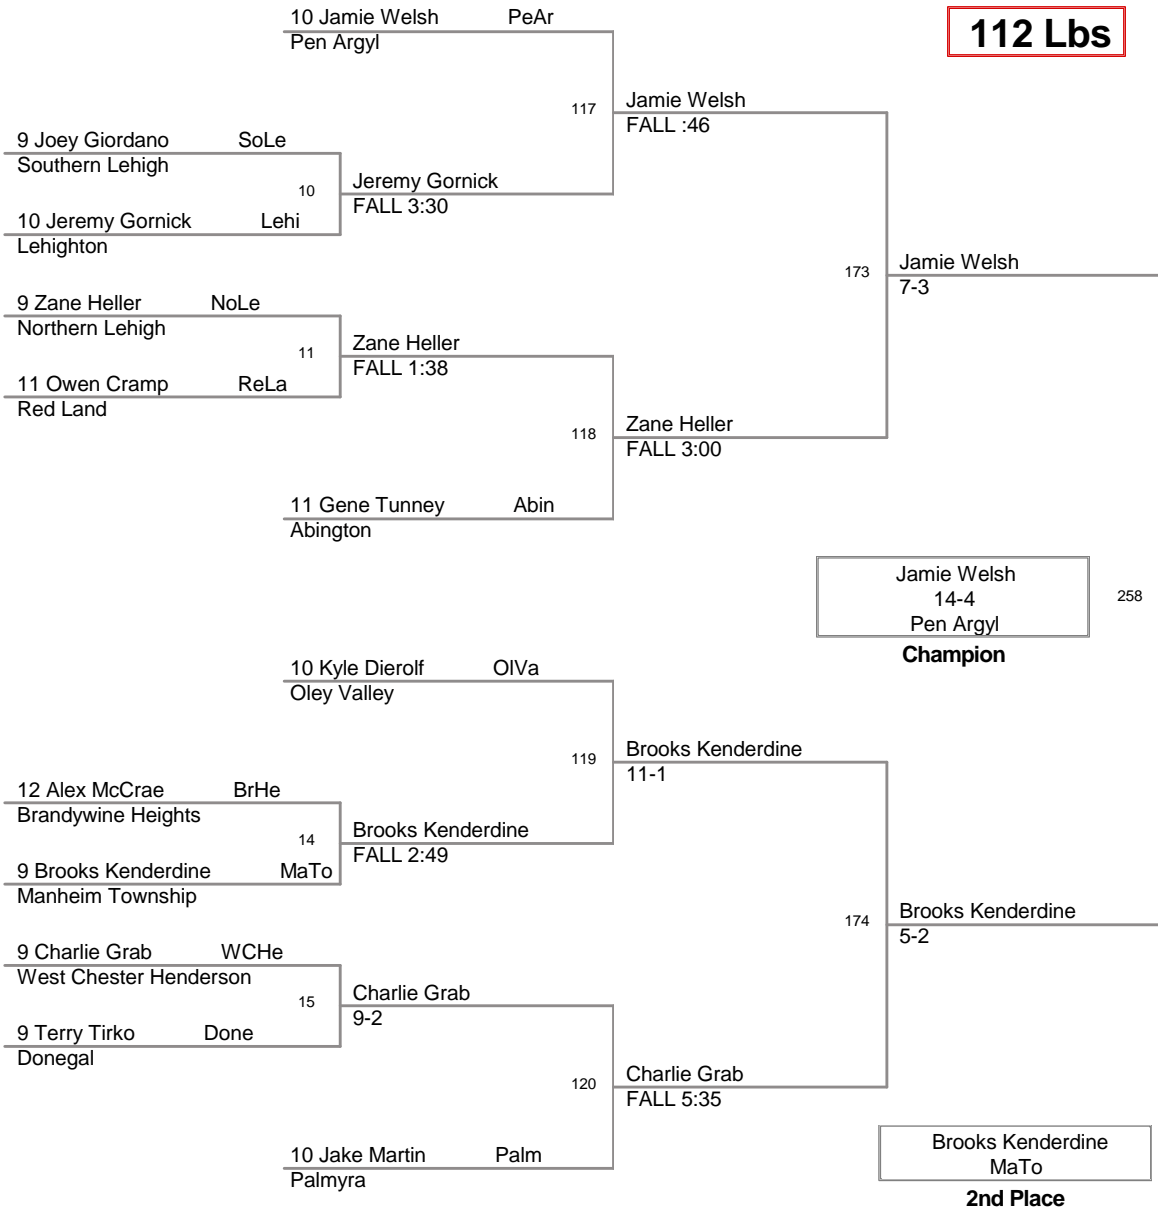 10 Jamie Welsh PeAr
Pen Argyl
112 Lbs
117
Jamie Welsh
FALL :46
9 Joey Giordano SoLe
Southern Lehigh
10
Jeremy Gornick
FALL 3:30
10 Jeremy Gornick Lehi
Lehighton
173
Jamie Welsh
7-3
9 Zane Heller NoLe
Northern Lehigh
11
Zane Heller
FALL 1:38
11 Owen Cramp ReLa
Red Land
118
Zane Heller
FALL 3:00
11 Gene Tunney Abin
Abington
Jamie Welsh
14-4
Pen Argyl
258
Champion
10 Kyle Dierolf OlVa
Oley Valley
119
Brooks Kenderdine
11-1
12 Alex McCrae BrHe
Brandywine Heights
14
Brooks Kenderdine
FALL 2:49
9 Brooks Kenderdine MaTo
Manheim Township
174
Brooks Kenderdine
5-2
9 Charlie Grab WCHe
West Chester Henderson
15
Charlie Grab
9-2
9 Terry Tirko Done
Donegal
120
Charlie Grab
FALL 5:35
10 Jake Martin Palm
Palmyra
Brooks Kenderdine
MaTo
2nd Place